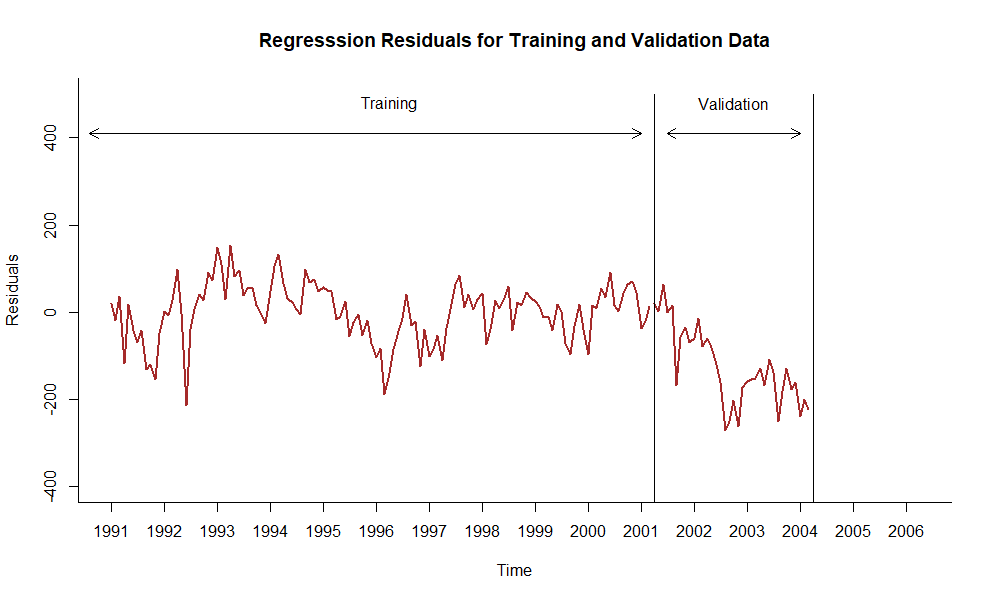 Regresssion Residuals for Training and Validation Data
Training
Validation
400
200
0
-200
-400
Residuals
1991 1992 1993 1994 1995 1996 1997 1998 1999 2000 2001 2002 2003 2004 2005 2006
Time